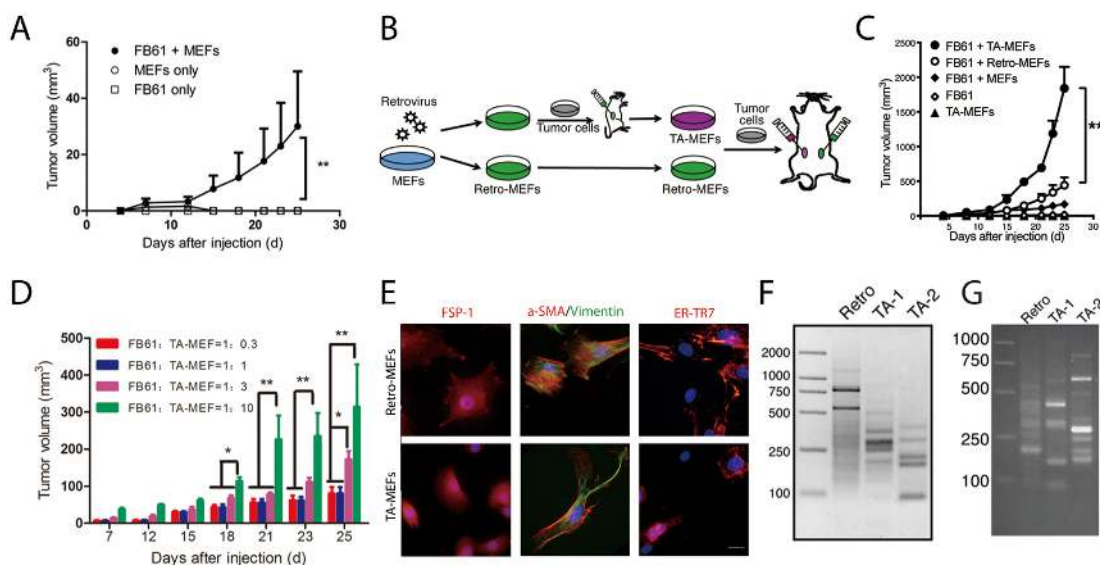 A
Tumor volume (mm3)
60
40
20
0
FB61 + MEFs
MEFs only
FB61 only
**
0
10
20
30
Days after injection (d)
B
Retrovirus
MEFs
Retro-MEFs
Tumor cells
TA-MEFs
Retro-MEFs
Tumor
cells
C
Tumor volume (mm3)
2500
2000
1500
1000
500
0
FB61 + TA-MEFs
FB61 + Retro-MEFs
FB61 + MEFs
FB61
TA-MEFs
**
5
10
15
20
25
30
Days after injection (d)
D
Tumor volume (mm3)
500
400
300
200
100
0
FB61: TA-MEF=1: 0.3
FB61: TA-MEF=1: 1
FB61: TA-MEF=1: 3
FB61: TA-MEF=1: 10
*
**
**
**
*
7
12
15
18
21
23
25
Days after injection (d)
E
FSP-1
a-SMA/Vimentin
ER-TR7
Retro-MEFs
TA-MEFs
F
Retro
TA-1
TA-2
2000
1000
750
500
250
100
G
Retro
TA-1
TA-2
1000
500
250
100